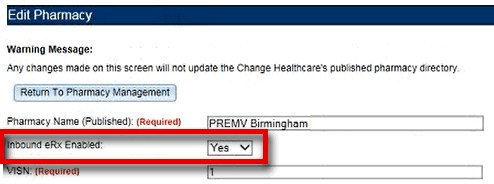 Edit Pharmacy
Warning Message:
Any changes made on this screen will not update the Change Healthcare's published pharmacy directory.
Return To Pharmacy Management
Pharmacy Name (Published): (Required) PREMV Birmingham
Inbound eRx Enabled: Yes
VISN: (Required) 1